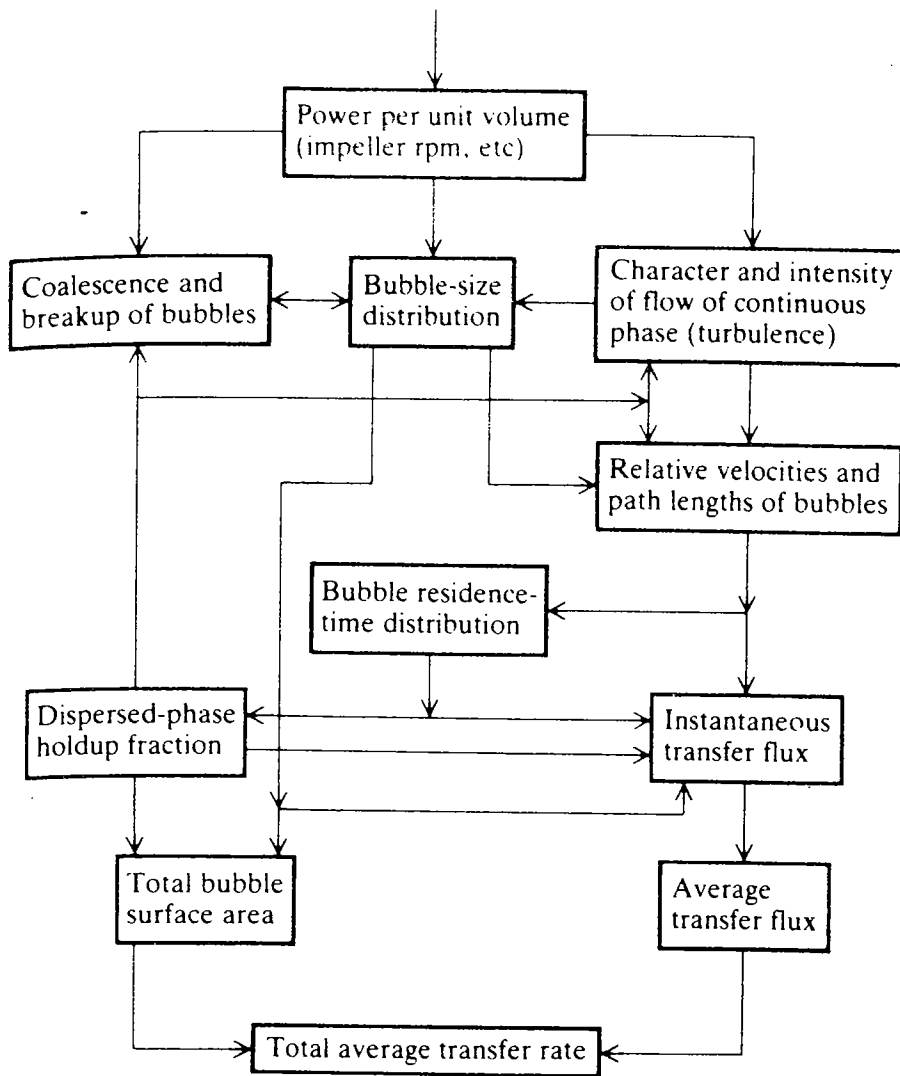 Power per unit volume
(impeller rpm, etc)
Coalescence and
breakup of bubbles
Bubble-size
distribution
Character and intensity
of flow of continuous
phase (turbulence)
Relative velocities and
path lengths of bubbles
Bubble residence-
time distribution
Dispersed-phase
holdup fraction
Instantaneous
transfer flux
Total bubble
surface area
Average
transfer flux
Total average transfer rate